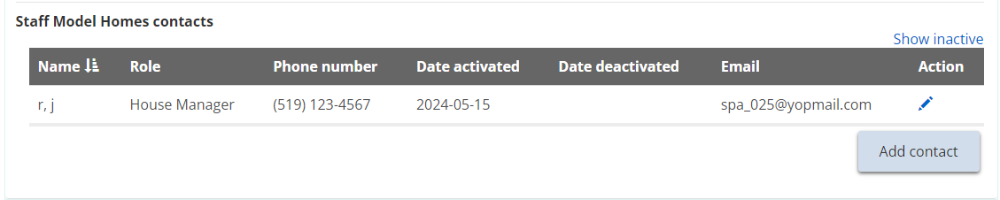 Staff Model Homes contacts
Show inactive
Name Role Phone number Date activated Date deactivated Email Action
r, j House Manager (519) 123-4567 2024-05-15 spa_025@yopmail.com
Add contact